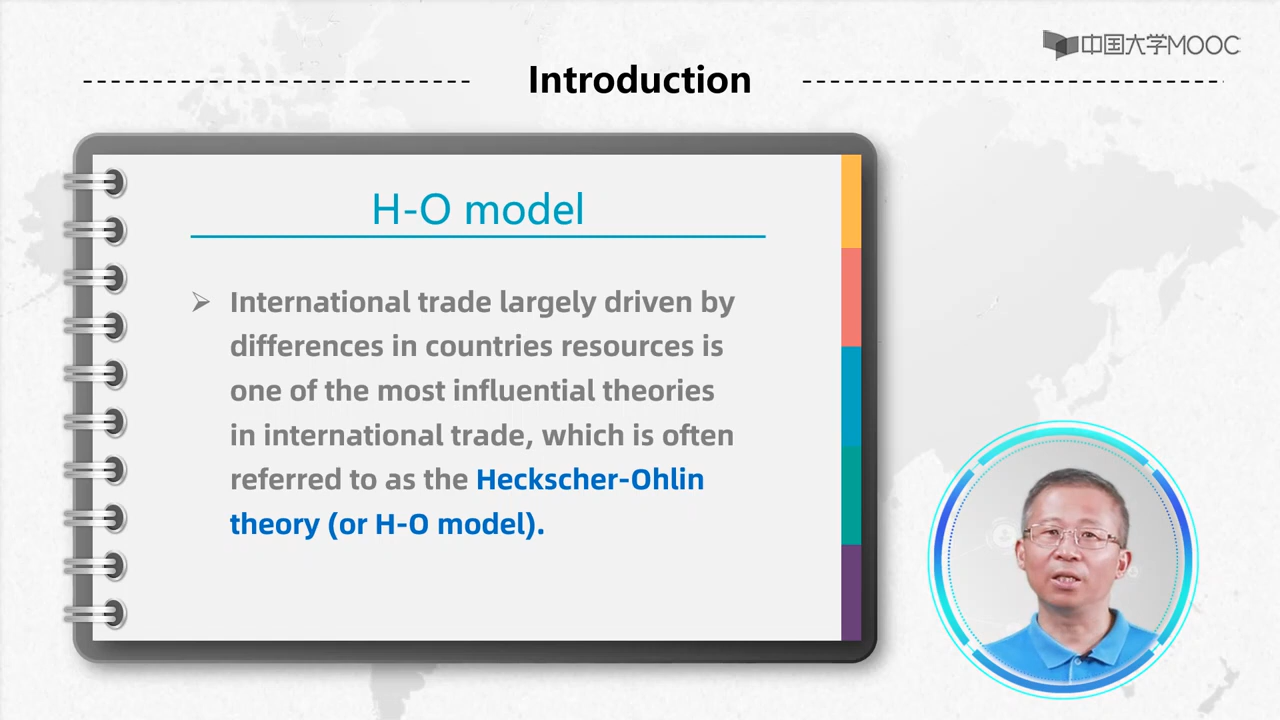 中国大学MOOC
Introduction
H-O model
International trade largely driven by
differences in countries resources is
one of the most influential theories
in international trade, which is often
referred to as the Heckscher-Ohlin
theory (or H-O model).